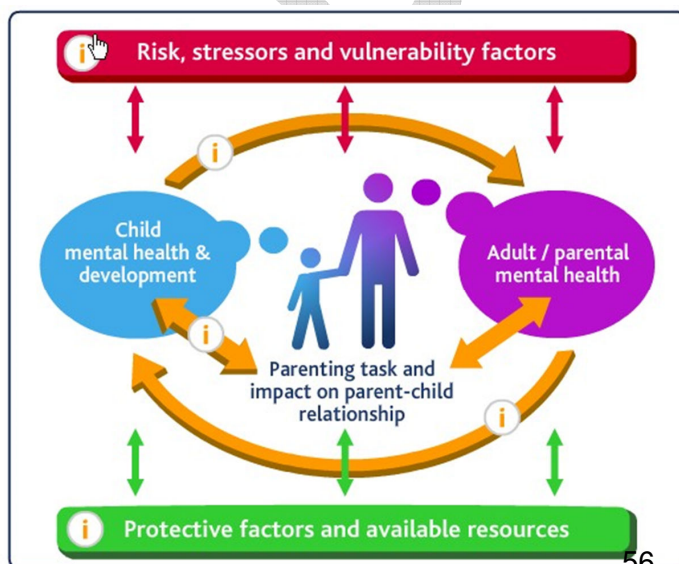 i Risk, stressors and vulnerability factors
i
Child
mental health &
development
Adult / parental
mental health
i
Parenting task and
impact on parent-child
relationship
i
i Protective factors and available resources
56